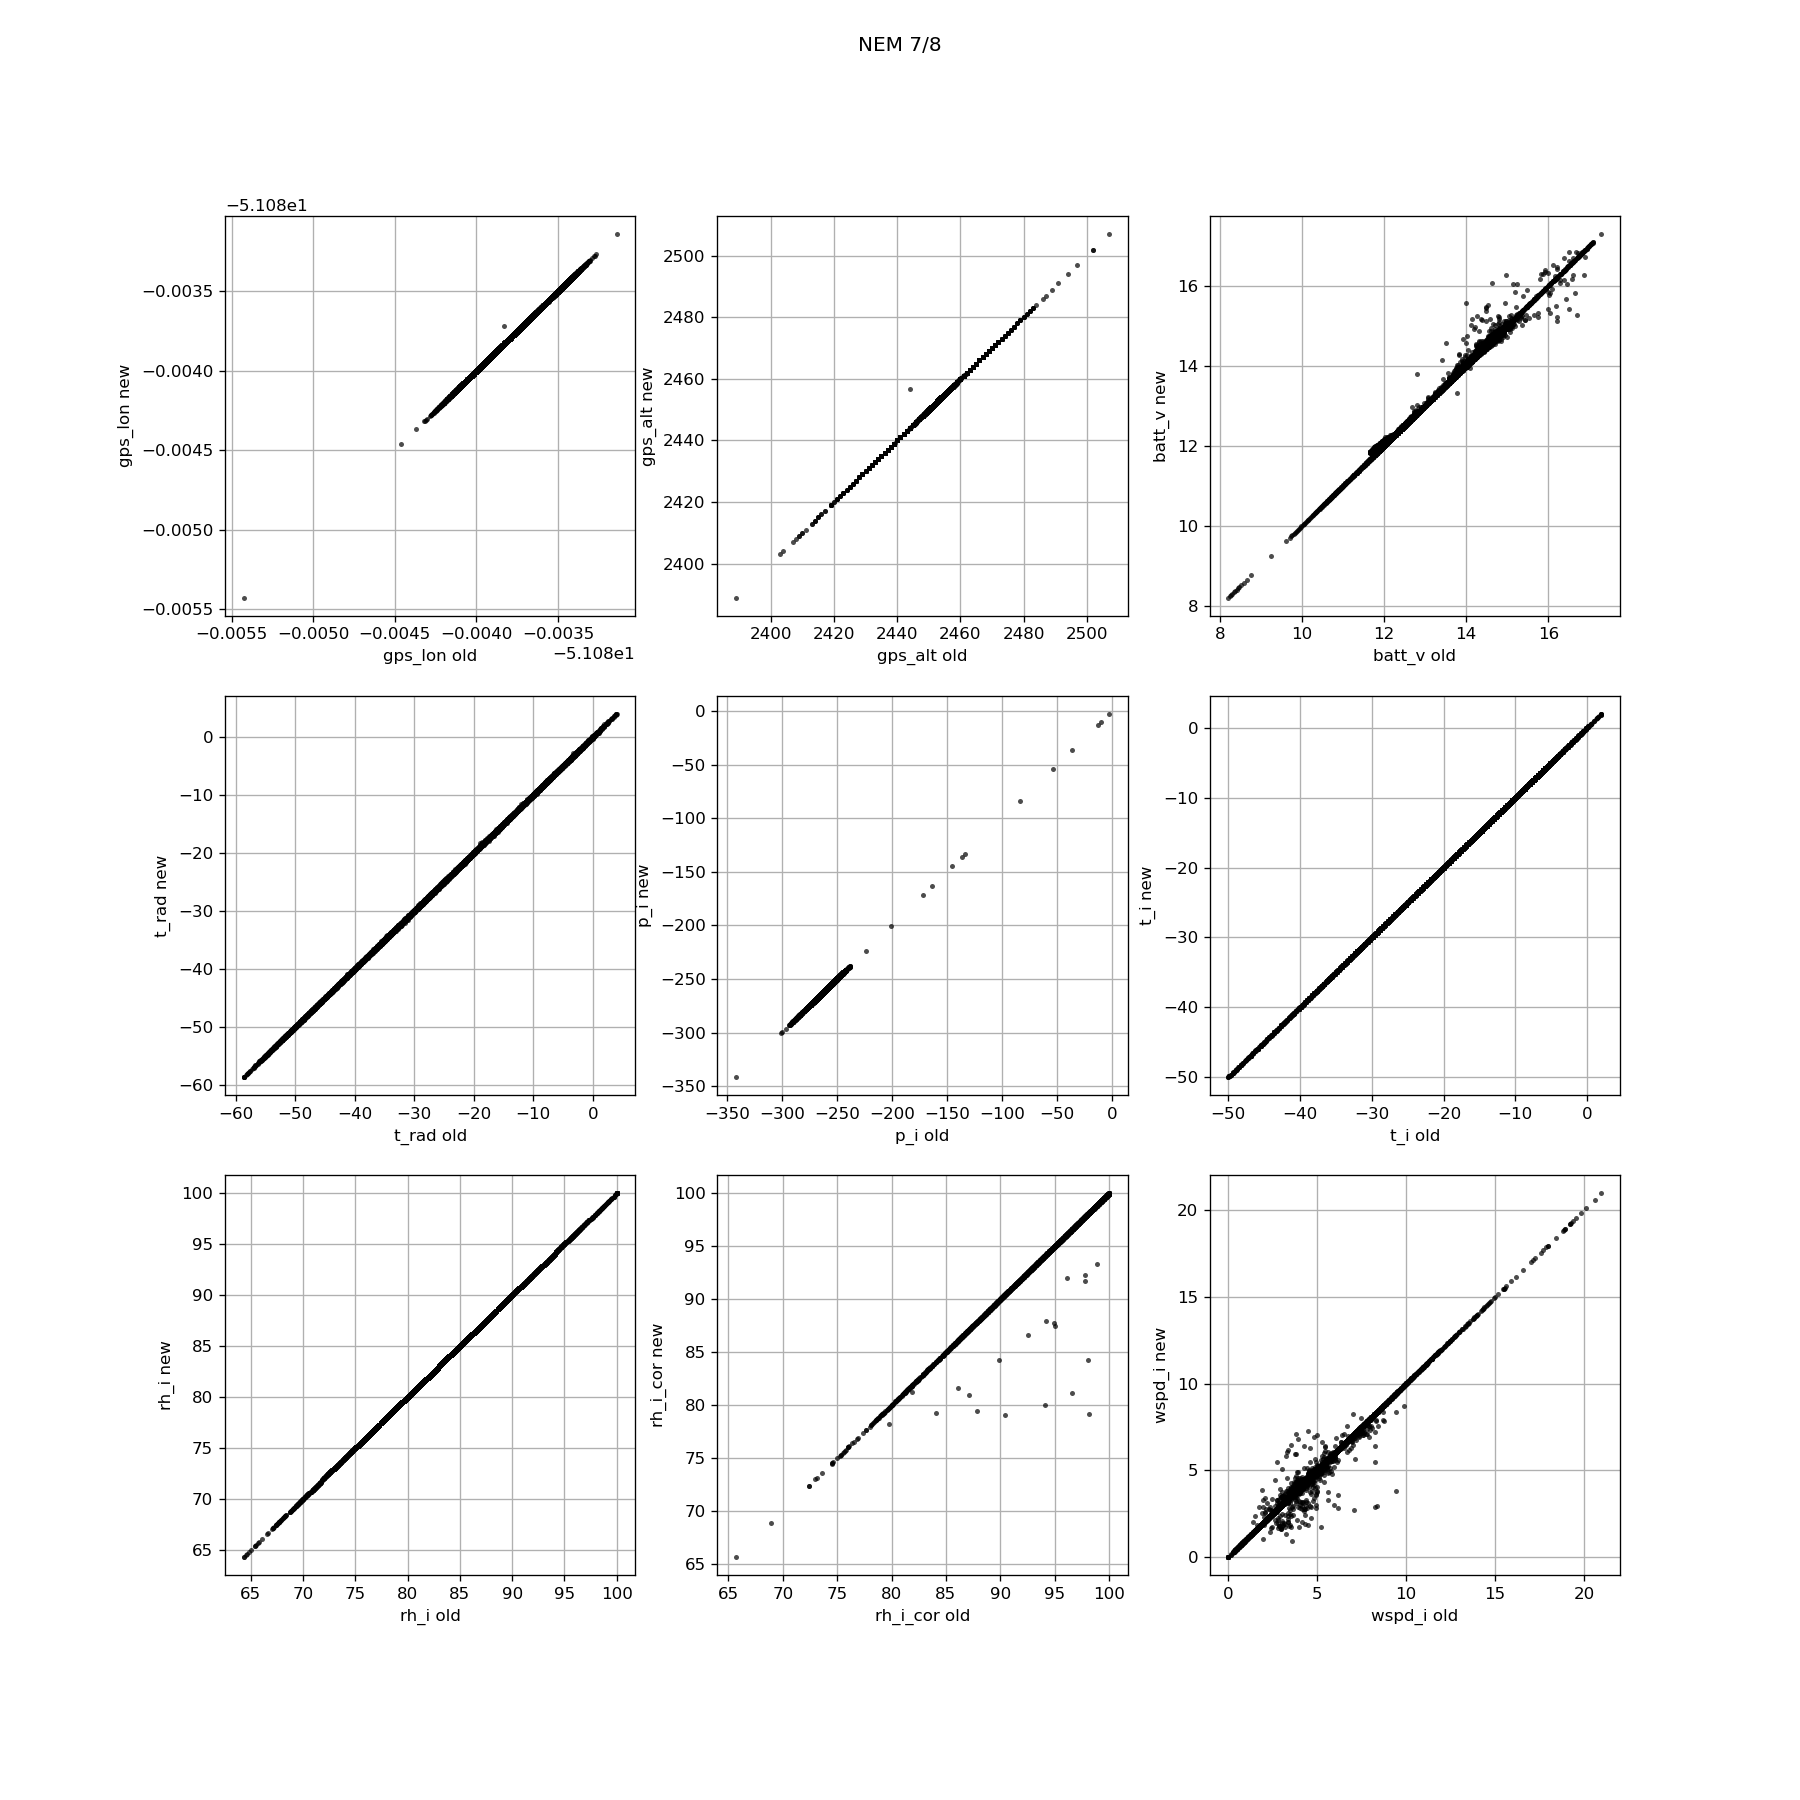 NEM 7/8
−5.108e1
−0.0035
−0.0040
−0.0045
−0.0050
−0.0055
gps_lon new
−0.0055 −0.0050 −0.0045 −0.0040 −0.0035
gps_lon old
−5.108e1
2500
2480
2460
2440
2420
2400
gps_alt new
2400 2420 2440 2460 2480 2500
gps_alt old
16
14
12
10
8
batt_v new
8 10 12 14 16
batt_v old
0
−10
−20
−30
−40
−50
−60
t_rad new
−60 −50 −40 −30 −20 −10 0
t_rad old
0
−50
−100
−150
−200
−250
−300
−350
p_i new
−350 −300 −250 −200 −150 −100 −50 0
p_i old
0
−10
−20
−30
−40
−50
t_i new
−50 −40 −30 −20 −10 0
t_i old
100
95
90
85
80
75
70
65
rh_i new
65 70 75 80 85 90 95 100
rh_i old
100
95
90
85
80
75
70
65
rh_i_cor new
65 70 75 80 85 90 95 100
rh_i_cor old
20
15
10
5
0
wspd_i new
0 5 10 15 20
wspd_i old